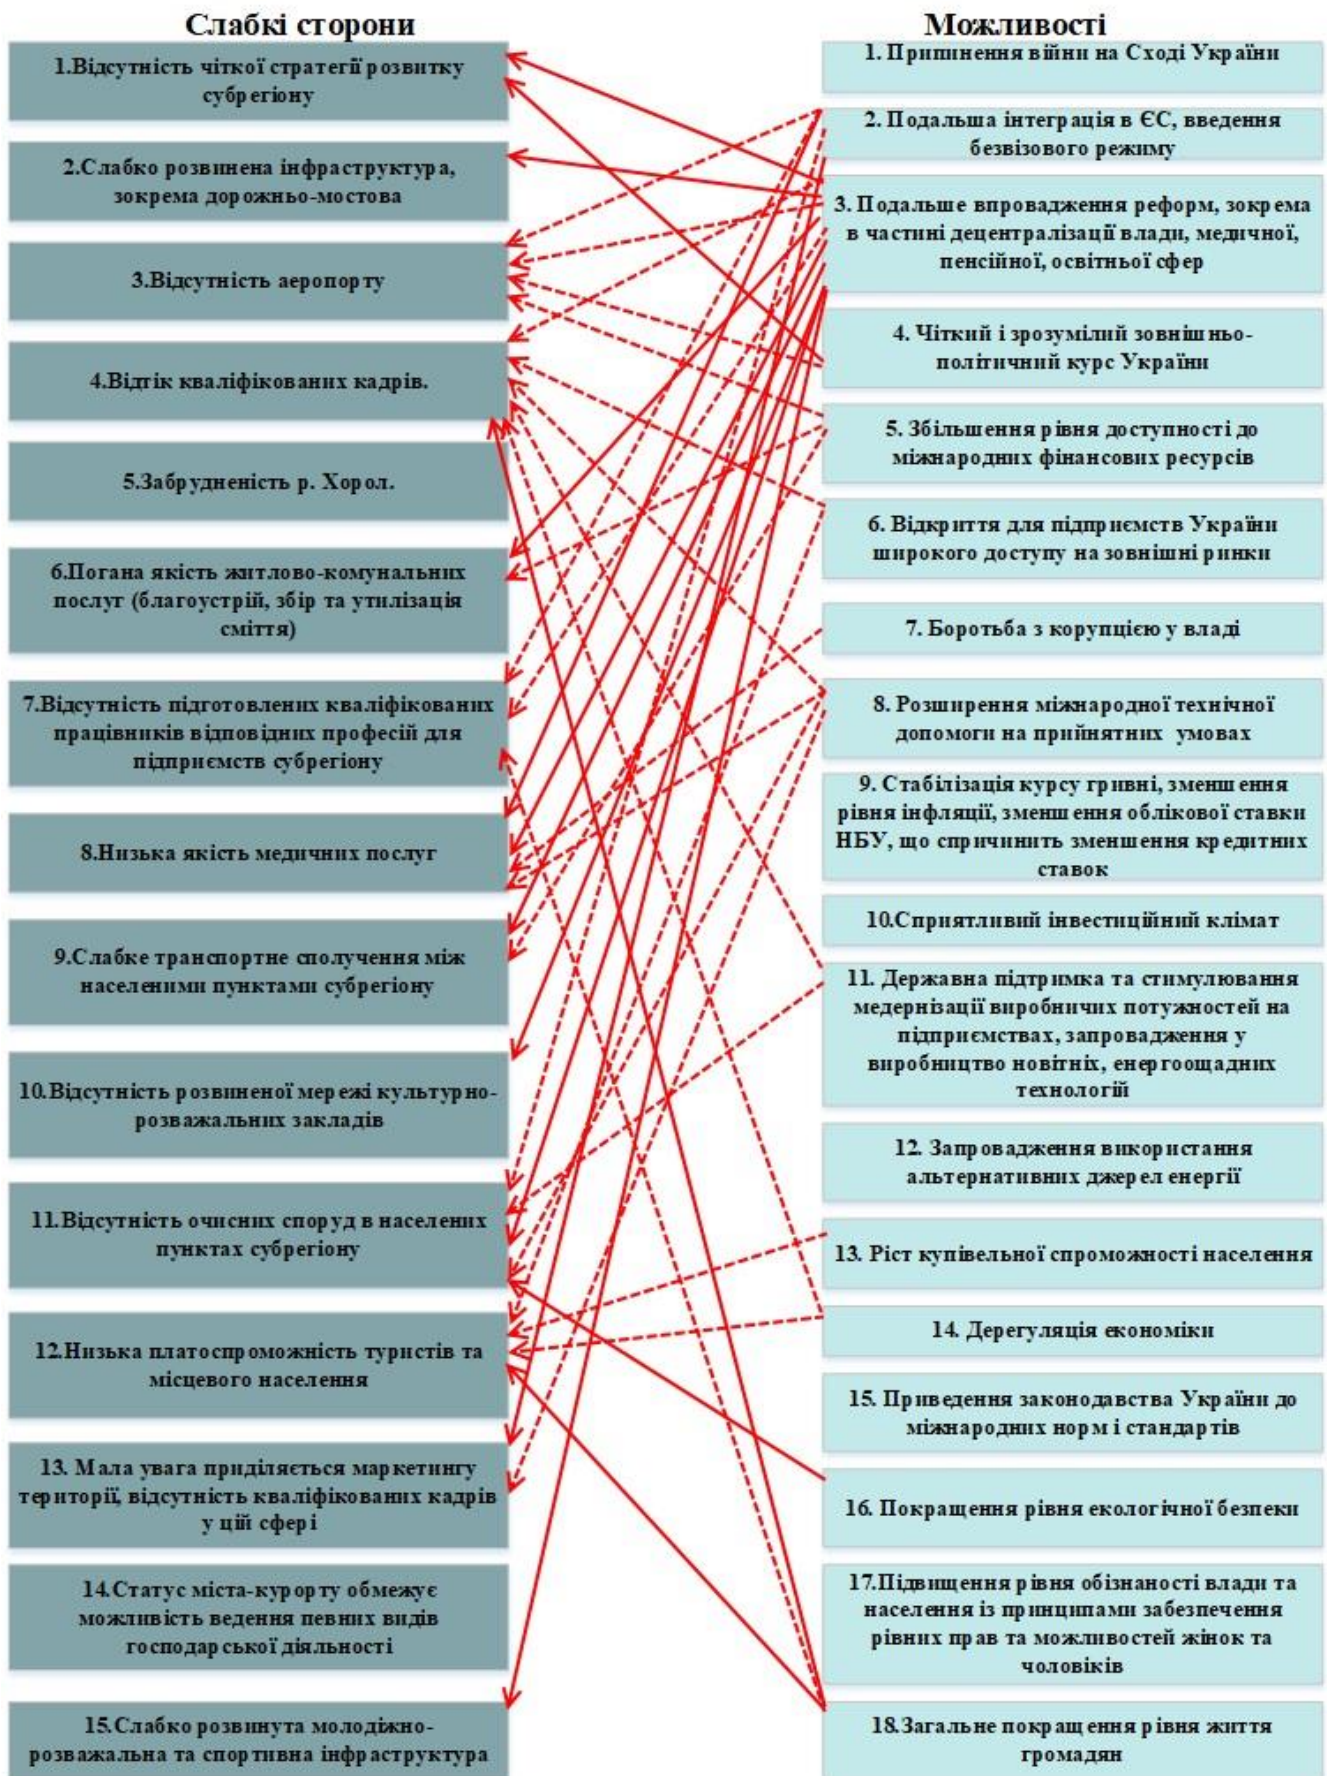 Слабкі сторони
1.Відсутність чіткої стратегії розвитку
субрегіону
2.Слабко розвинена інфраструктура,
зокрема дорожньо-мостова
3.Відсутність аеропорту
4.Відтік кваліфікованих кадрів.
5.Забрудненість р. Хорол.
6.Погана якість житлово-комунальних
послуг (благоустрій, збір та утилізація
сміття)
7.Відсутність підготовлених кваліфікованих
працівників відповідних професій для
підприємств субрегіону
8.Низька якість медичних послуг
9.Слабке транспортне сполучення між
населеними пунктами субрегіону
10.Відсутність розвиненої мережі культурно-
розважальних закладів
11.Відсутність очисних споруд в населених
пунктах субрегіону
12.Низька платоспроможність туристів та
місцевого населення
13. Мала увага приділяється маркетингу
території, відсутність кваліфікованих кадрів
у цій сфері
14.Статус міста-курорту обмежує
можливість ведення певних видів
господарської діяльності
15.Слабко розвинута молодіжно-
розважальна та спортивна інфраструктура
Можливості
1. Припинення війни на Сході України
2. Подальша інтеграція в ЄС, введення
безвізового режиму
3. Подальше впровадження реформ, зокрема
в частині децентралізації влади, медичної,
пенсійної, освітньої сфер
4. Чіткий і зрозумілий зовнішньо-
політичний курс України
5. Збільшення рівня доступності до
міжнародних фінансових ресурсів
6. Відкриття для підприємств України
широкого доступу на зовнішні ринки
7. Боротьба з корупцією у владі
8. Розширення міжнародної технічної
допомоги на прийнятних умовах
9. Стабілізація курсу гривні, зменшення
рівня інфляції, зменшення облікової ставки
НБУ, що спричинить зменшення кредитних
ставок
10.Сприятливий інвестиційний клімат
11. Державна підтримка та стимулювання
медернізації виробничих потужностей на
підприємствах, запровадження у
виробництво новітніх, енергоощадних
технологій
12. Запровадження використання
альтернативних джерел енергії
13. Ріст купівельної спроможності населення
14. Дерегуляція економіки
15. Приведення законодавства України до
міжнародних норм і стандартів
16. Покращення рівня екологічної безпеки
17.Підвищення рівня обізнаності влади та
населення із принципами забезпечення
рівних прав та можливостей жінок та
чоловіків
18.Загальне покращення рівня життя
громадян